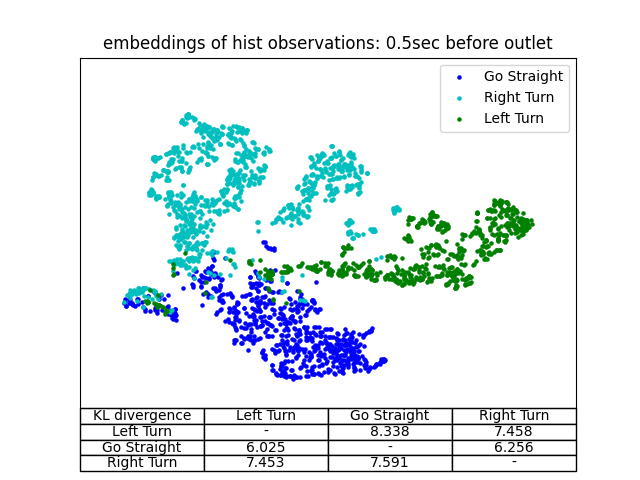 embeddings of hist observations: 0.5sec before outlet
Go Straight
Right Turn
Left Turn
KL divergence Left Turn Go Straight Right Turn
Left Turn - 8.338 7.458
Go Straight 6.025 - 6.256
Right Turn 7.453 7.591 -